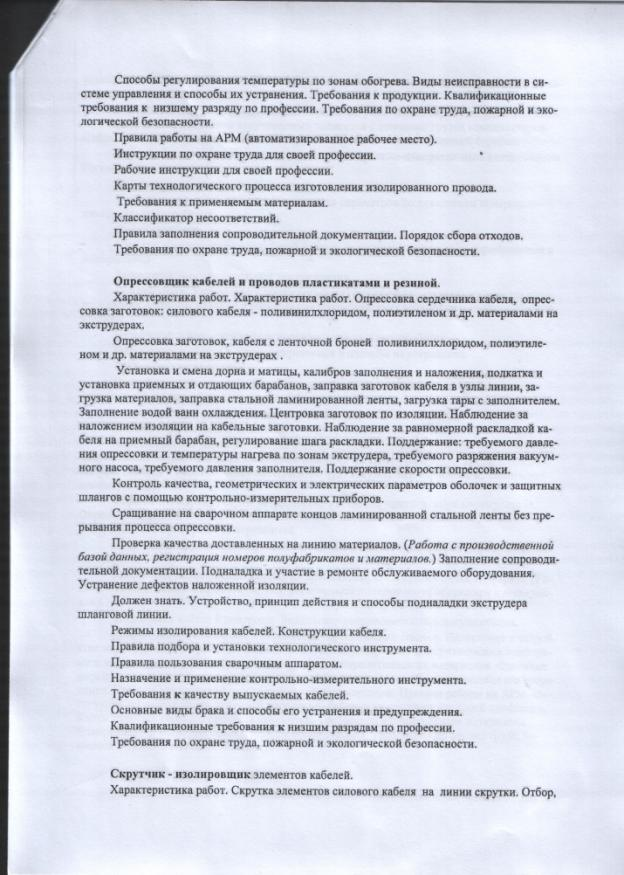 Способы регулирования температуры по зонам обогрева. Виды неисправности в си-
стеме управления и способы их устранения. Требования к продукции. Квалификационные
требования к низшему разряду по профессии. Требования по охране труда, пожарной и эко-
логической безопасности.
Правила работы на АРМ (автоматизированное рабочее место).
Инструкции по охране труда для своей профессии.
Рабочие инструкции для своей профессии.
Карты технологического процесса изготовления изолированного провода.
Требования к применяемым материалам.
Классификатор несоответствий.
Правила заполнения сопроводительной документации. Порядок сбора отходов.
Требования по охране труда, пожарной и экологической безопасности.
Опрессовщик кабелей и проводов пластикатами и резиной.
Характеристика работ. Характеристика работ. Опрессовка сердечника кабеля, опрес-
совка заготовок: силового кабеля - поливинилхлоридом, полиэтиленом и др. материалами на
экструдерах.
Опрессовка заготовок, кабеля с ленточной броней поливинилхлоридом, полиэтиле-
ном и др. материалами на экструдерах .
Установка и смена дорна и матицы, калибров заполнения и наложения, подкатка и
установка приемных и отдающих барабанов, заправка заготовок кабеля в узлы линии, за-
грузка материалов, заправка стальной ламинированной ленты, загрузка тары с заполнителем.
Заполнение водой ванн охлаждения. Центровка заготовок по изоляции. Наблюдение за
наложением изоляции на кабельные заготовки. Наблюдение за равномерной раскладкой ка-
беля на приемный барабан, регулирование шага раскладки. Поддержание: требуемого давле-
ния опрессовки и температуры нагрева по зонам экструдера, требуемого разряжения вакуум-
ного насоса, требуемого давления заполнителя. Поддержание скорости опрессовки.
Контроль качества, геометрических и электрических параметров оболочек и защитных
шлангов с помощью контрольно-измерительных приборов.
Сращивание на сварочном аппарате концов ламинированной стальной ленты без пре-
рывания процесса опрессовки.
Проверка качества доставленных на линию материалов. (Работа с производственной
базой данных, регистрация номеров полуфабрикатов и материалов.) Заполнение сопроводи-
тельной документации. Подналадка и участие в ремонте обслуживаемого оборудования.
Устранение дефектов наложенной изоляции.
Должен знать. Устройство, принцип действия и способы подналадки экструдера
шланговой линии.
Режимы изолирования кабелей. Конструкции кабеля.
Правила подбора и установки технологического инструмента.
Правила пользования сварочным аппаратом.
Назначение и применение контрольно-измерительного инструмента.
Требования к качеству выпускаемых кабелей.
Основные виды брака и способы его устранения и предупреждения.
Квалификационные требования к низшим разрядам по профессии.
Требования по охране труда, пожарной и экологической безопасности.
Скрутчик - изолировщик элементов кабелей.
Характеристика работ. Скрутка элементов силового кабеля на линии скрутки. Отбор,